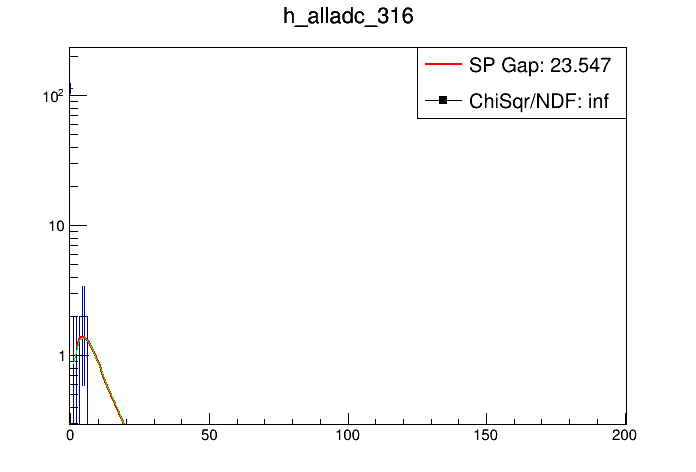 h_alladc_316
SP Gap: 23.547
ChiSqr/NDF: inf
10²
10
1
0 50 100 150 200